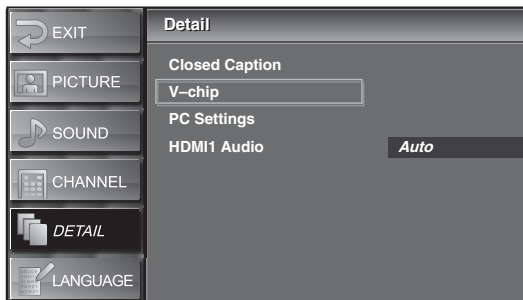 EXIT
PICTURE
SOUND
CHANNEL
DETAIL
LANGUAGE
Detail
Closed Caption
V–chip
PC Settings
HDMI1 Audio Auto